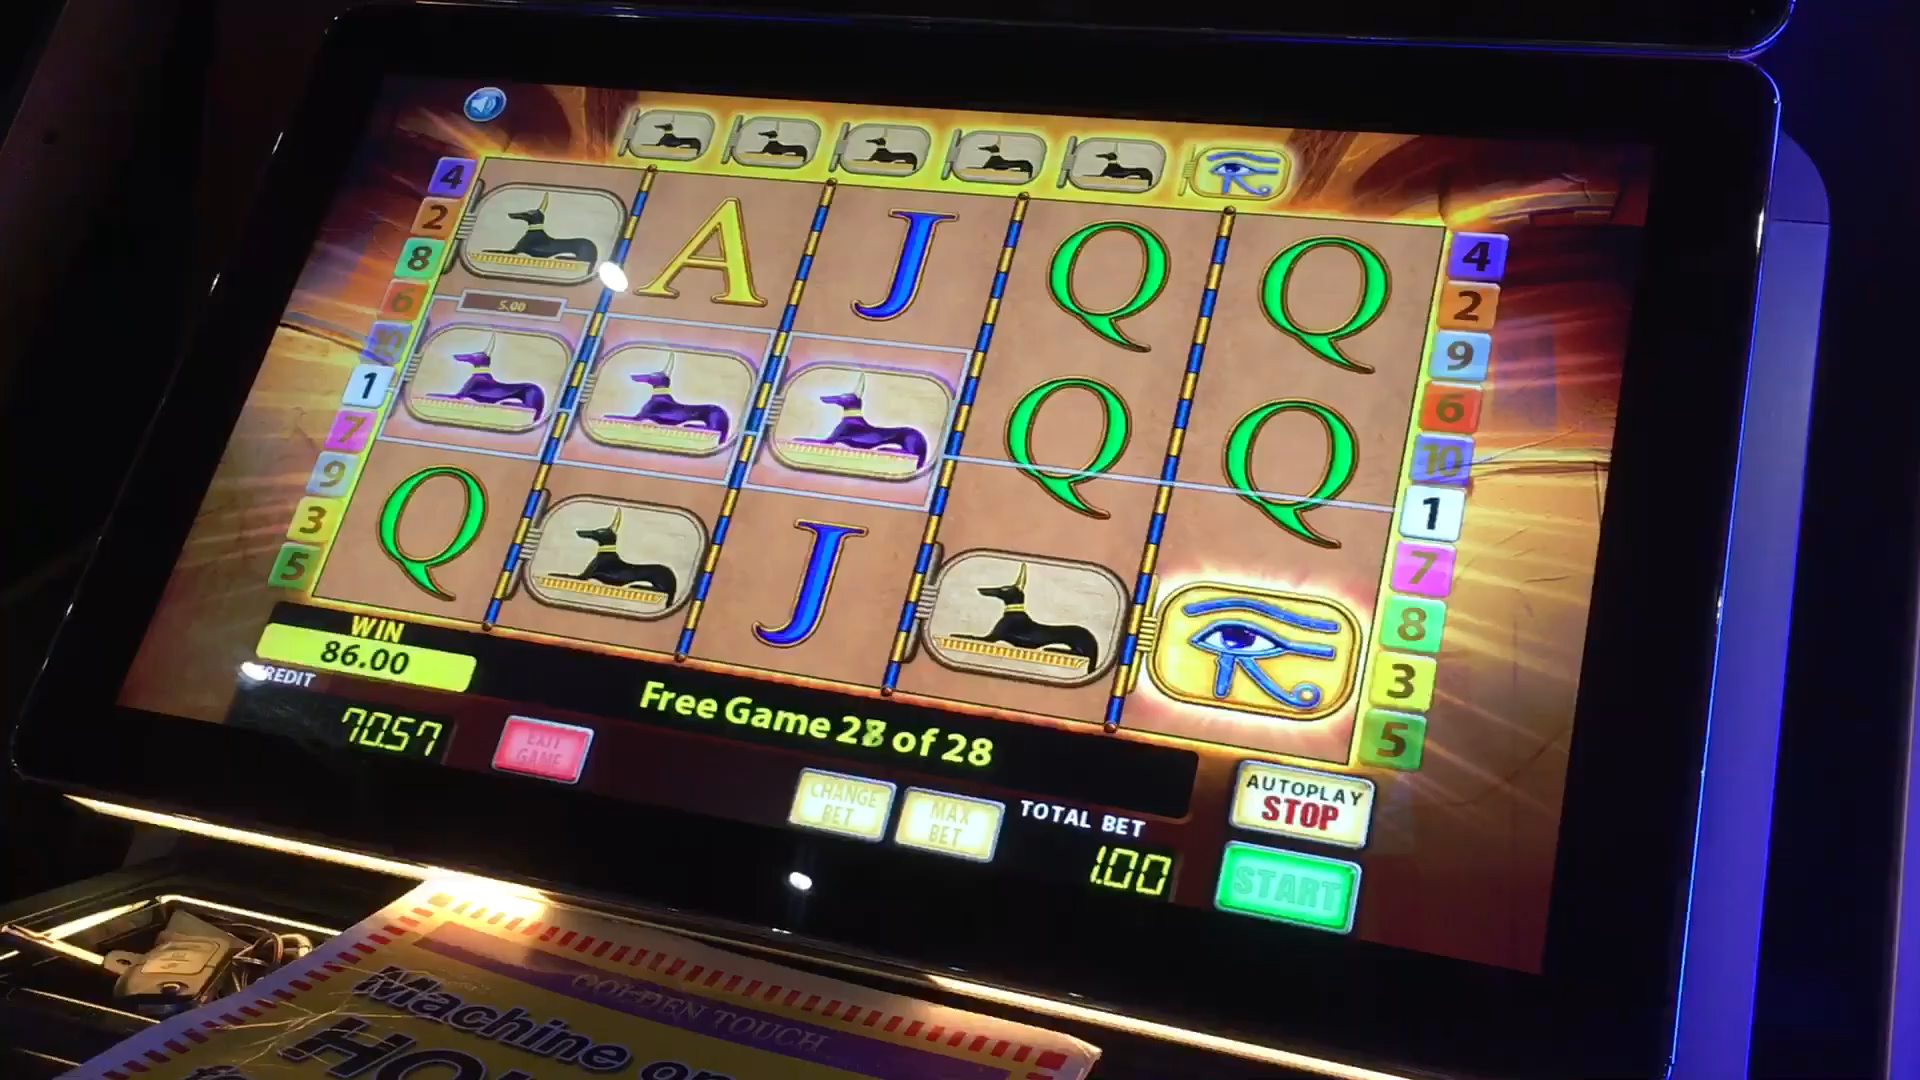 4
2
8
6
10
1
7
9
3
5
A J Q Q
5.00
Q Q
Q J
4
2
9
6
10
1
7
8
3
5
WIN
86.00
CREDIT
70.57
EXIT GAME
Free Game 28 of 28
CHANGE BET
MAX BET
TOTAL BET
1.00
AUTOPLAY
STOP
START
GOLDEN TOUCH
Machine on